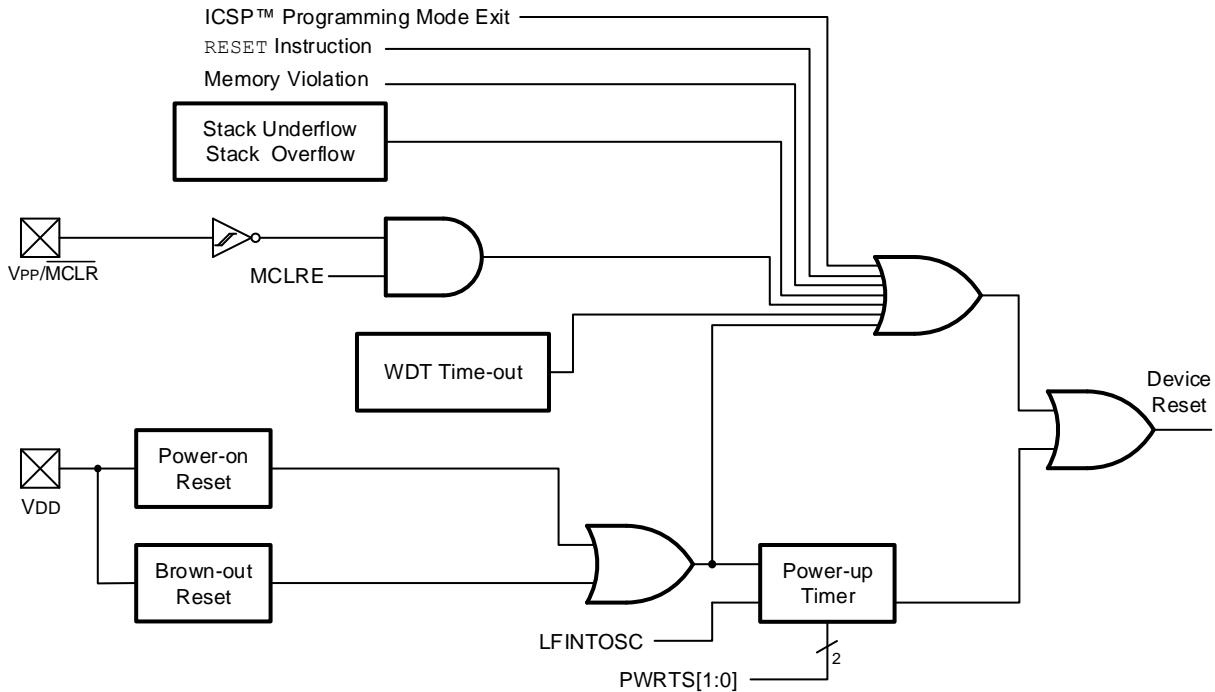 ICSP™ Programming Mode Exit
RESET Instruction
Memory Violation
Stack Underflow
Stack Overflow
VPP/MCLR
MCLRE
WDT Time-out
Device
Reset
Power-on
Reset
VDD
Brown-out
Reset
Power-up
Timer
LFINTOSC
2
PWRTS[1:0]